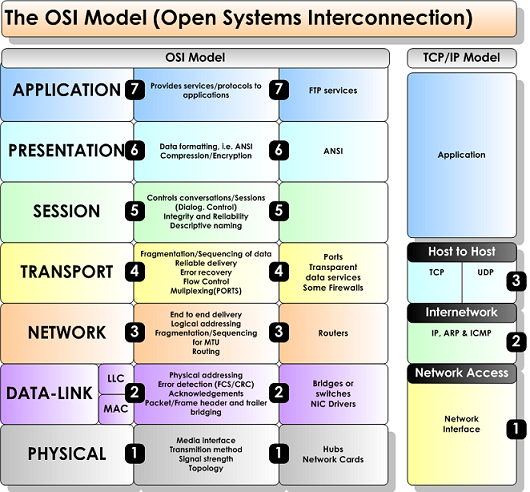 The OSI Model (Open Systems Interconnection)
OSI Model
TCP/IP Model
APPLICATION
7
Provides services/protocols to
applications
7
FTP services
PRESENTATION
6
Data formatting, i.e. ANSI
Compression/Encryption
6
ANSI
SESSION
5
Controls conversations/Sessions
(Dialog. Control)
Integrity and Reliability
Descriptive naming
5
TRANSPORT
4
Fragmentation/Sequencing of data
Reliable delivery
Error recovery
Flow Control
Muliplexing(PORTS)
4
Ports
Transparent
data services
Some Firewalls
NETWORK
3
End to end delivery
Logical addressing
Fragmentation/Sequencing
for MTU
Routing
3
Routers
DATA-LINK
LLC
MAC
2
Physical addressing
Error detection (FCS/CRC)
Acknowledgements
Packet/Frame header and trailer
bridging
2
Bridges or
switches
NIC Drivers
PHYSICAL
1
Media interface
Transmition method
Signal strength
Topology
1
Hubs
Network Cards
Application
Host to Host
TCP
UDP
3
Internetwork
IP, ARP & ICMP
2
Network Access
Network
Interface
1